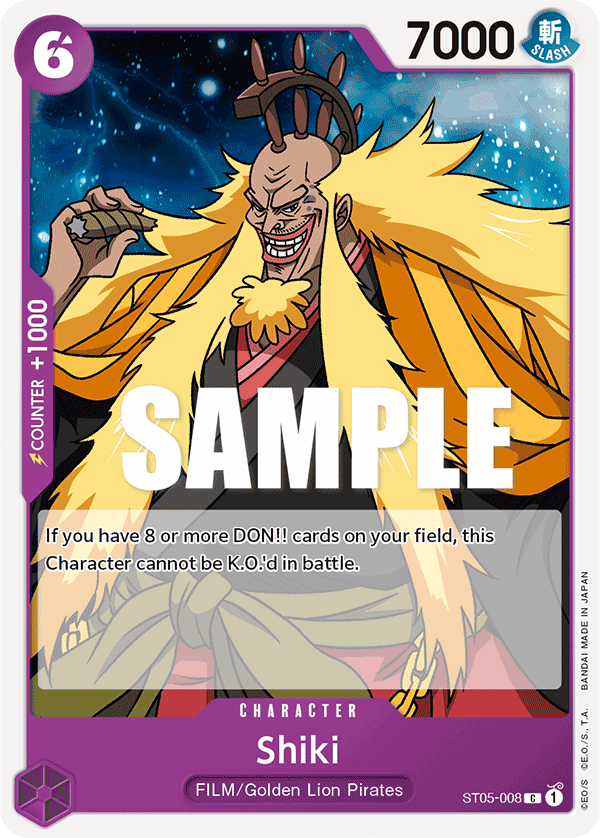 6
7000
斬
SLASH
COUNTER +1000
SAMPLE
If you have 8 or more DON!! cards on your field, this
Character cannot be K.O.'d in battle.
CHARACTER
Shiki
FILM/Golden Lion Pirates
ST05-008 C 1
©EO/S ©E.O./S., T.A. BANDAI MADE IN JAPAN